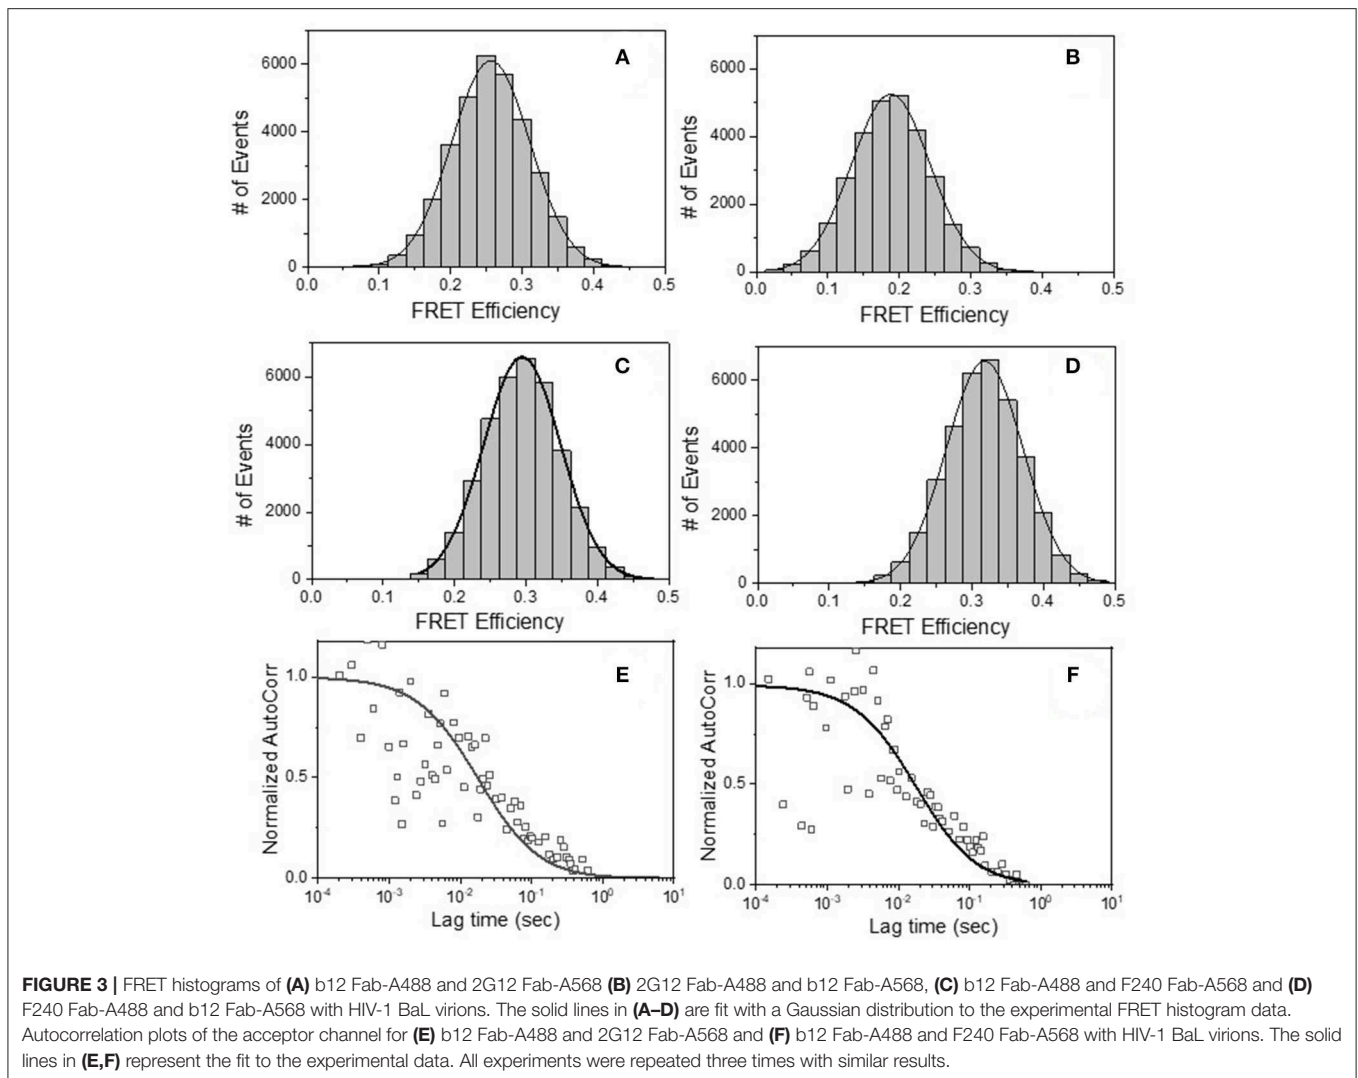 A
6000
4000
2000
0
# of Events
0.0 0.1 0.2 0.3 0.4 0.5
FRET Efficiency
B
6000
4000
2000
0
# of Events
0.0 0.1 0.2 0.3 0.4 0.5
FRET Efficiency
C
6000
4000
2000
0
# of Events
0.0 0.1 0.2 0.3 0.4 0.5
FRET Efficiency
D
6000
4000
2000
0
# of Events
0.0 0.1 0.2 0.3 0.4 0.5
FRET Efficiency
E
1.0
0.5
0.0
Normalized AutoCorr
10⁻⁴ 10⁻³ 10⁻² 10⁻¹ 10⁰ 10¹
Lag time (sec)
F
1.0
0.5
0.0
Normalized AutoCorr
10⁻⁴ 10⁻³ 10⁻² 10⁻¹ 10⁰ 10¹
Lag time (sec)
FIGURE 3 | FRET histograms of (A) b12 Fab-A488 and 2G12 Fab-A568 (B) 2G12 Fab-A488 and b12 Fab-A568, (C) b12 Fab-A488 and F240 Fab-A568 and (D)
F240 Fab-A488 and b12 Fab-A568 with HIV-1 BaL virions. The solid lines in (A–D) are fit with a Gaussian distribution to the experimental FRET histogram data.
Autocorrelation plots of the acceptor channel for (E) b12 Fab-A488 and 2G12 Fab-A568 and (F) b12 Fab-A488 and F240 Fab-A568 with HIV-1 BaL virions. The solid
lines in (E,F) represent the fit to the experimental data. All experiments were repeated three times with similar results.